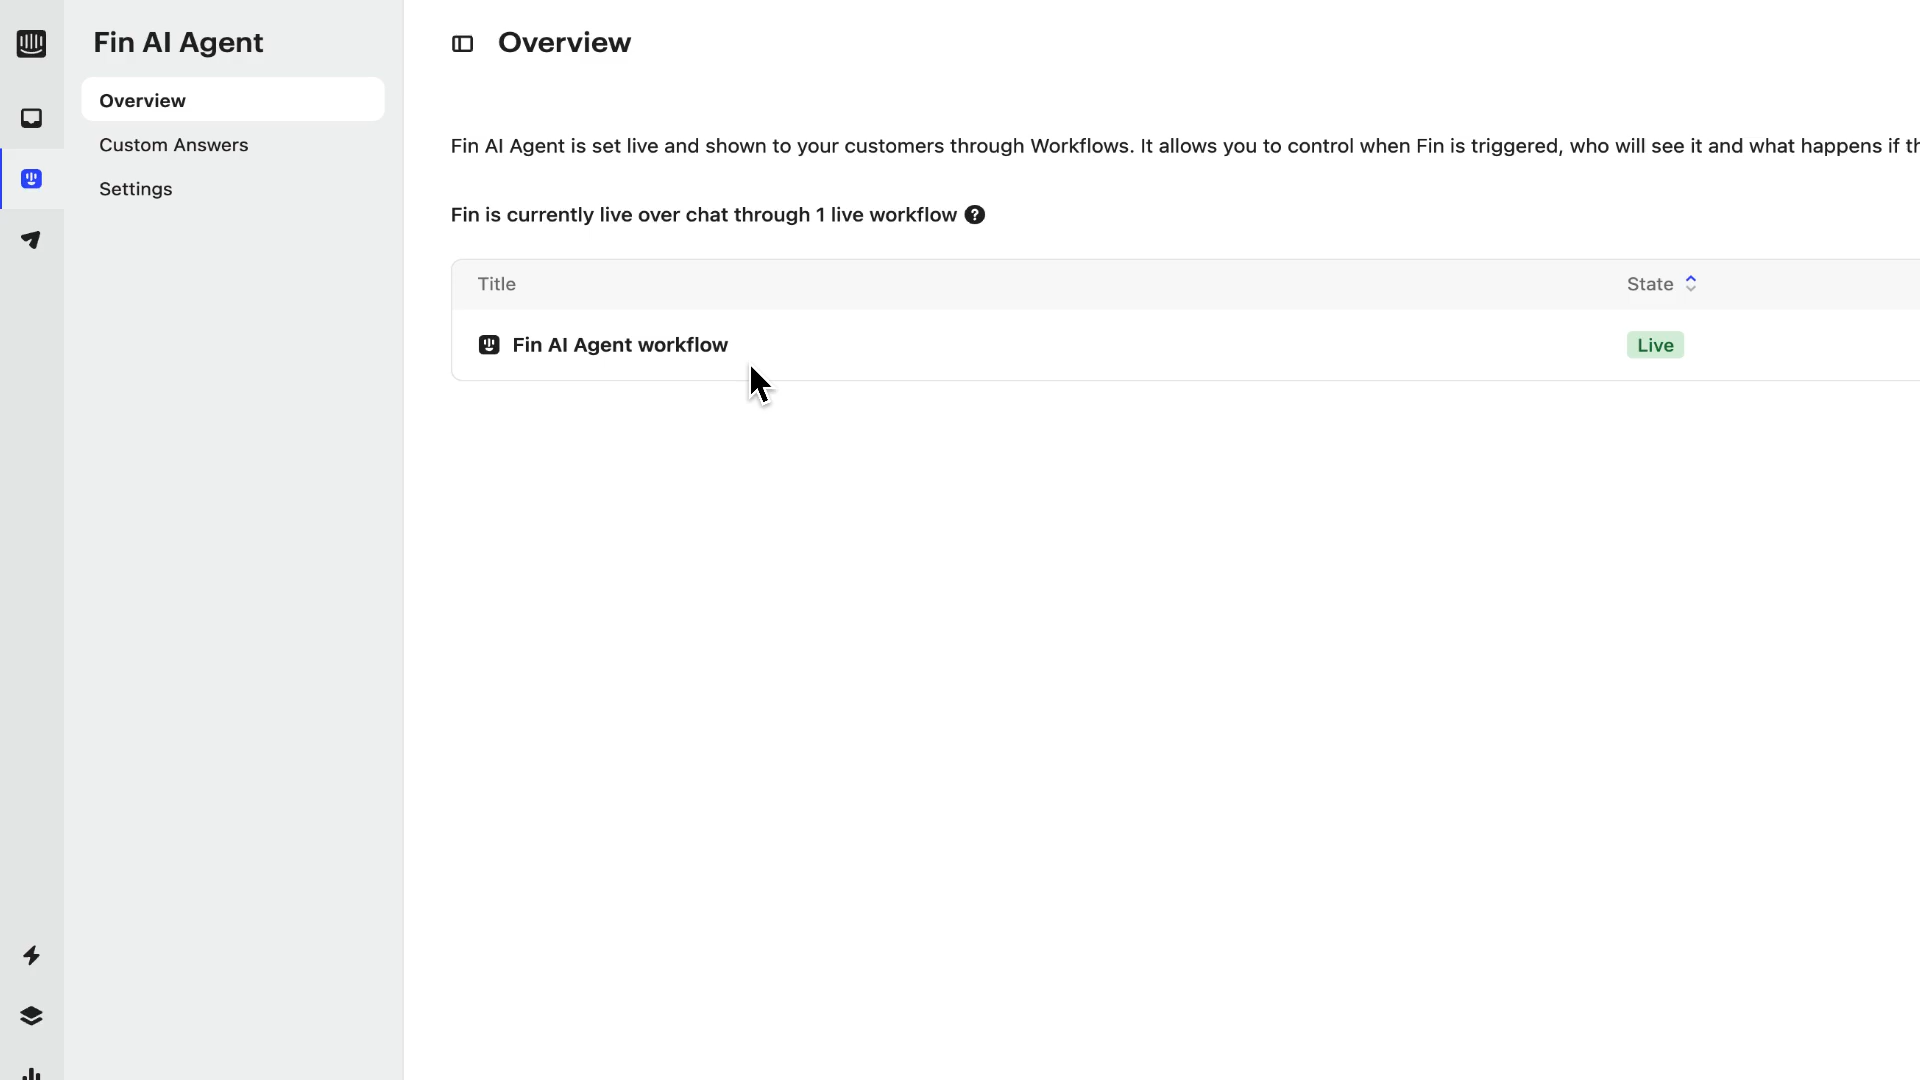 Fin AI Agent
Overview
Custom Answers
Settings
Overview
Fin AI Agent is set live and shown to your customers through Workflows. It allows you to control when Fin is triggered, who will see it and what happens if
Fin is currently live over chat through 1 live workflow
Title State
Fin AI Agent workflow Live